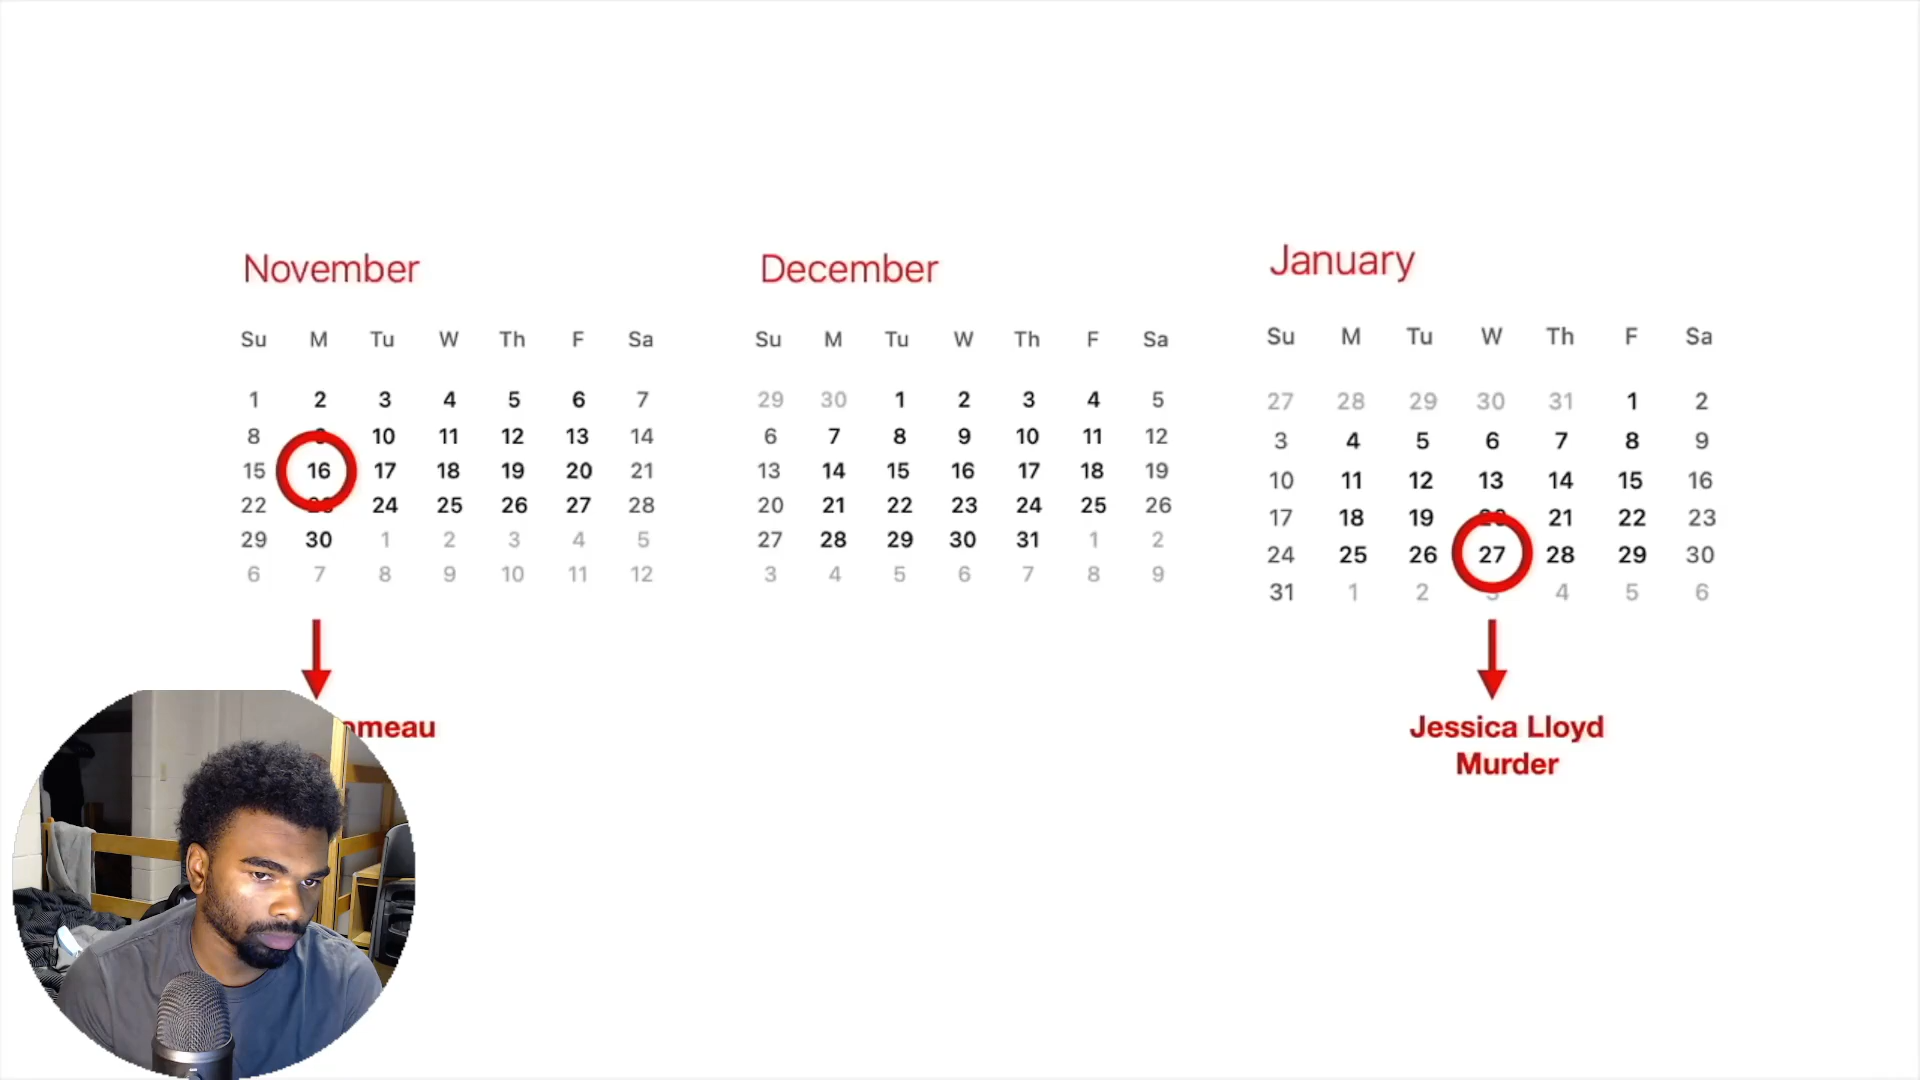 November
Su M Tu W Th F Sa
1 2 3 4 5 6 7
8 9 10 11 12 13 14
15 16 17 18 19 20 21
22 23 24 25 26 27 28
29 30 1 2 3 4 5
6 7 8 9 10 11 12
meau
December
Su M Tu W Th F Sa
29 30 1 2 3 4 5
6 7 8 9 10 11 12
13 14 15 16 17 18 19
20 21 22 23 24 25 26
27 28 29 30 31 1 2
3 4 5 6 7 8 9
January
Su M Tu W Th F Sa
27 28 29 30 31 1 2
3 4 5 6 7 8 9
10 11 12 13 14 15 16
17 18 19 20 21 22 23
24 25 26 27 28 29 30
31 1 2 3 4 5 6
Jessica Lloyd
Murder